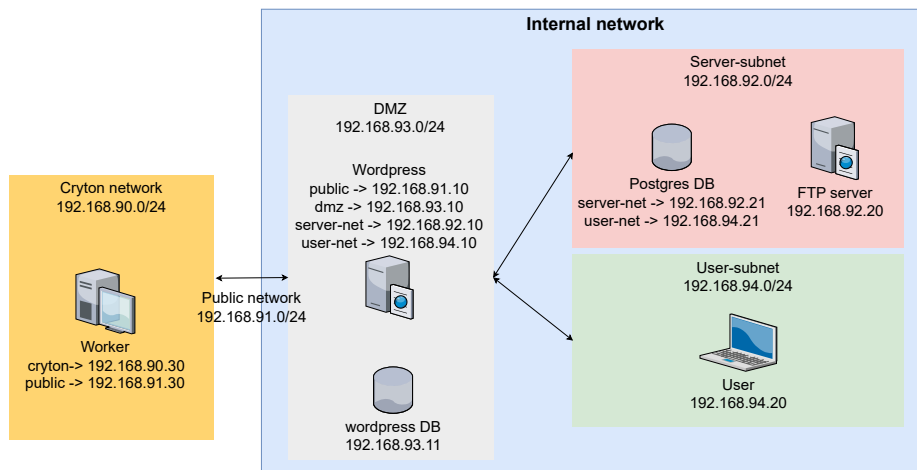 Internal network
Cryton network
192.168.90.0/24
Worker
cryton-> 192.168.90.30
public -> 192.168.91.30
Public network
192.168.91.0/24
DMZ
192.168.93.0/24
Wordpress
public -> 192.168.91.10
dmz -> 192.168.93.10
server-net -> 192.168.92.10
user-net -> 192.168.94.10
wordpress DB
192.168.93.11
Server-subnet
192.168.92.0/24
Postgres DB
server-net -> 192.168.92.21
user-net -> 192.168.94.21
FTP server
192.168.92.20
User-subnet
192.168.94.0/24
User
192.168.94.20